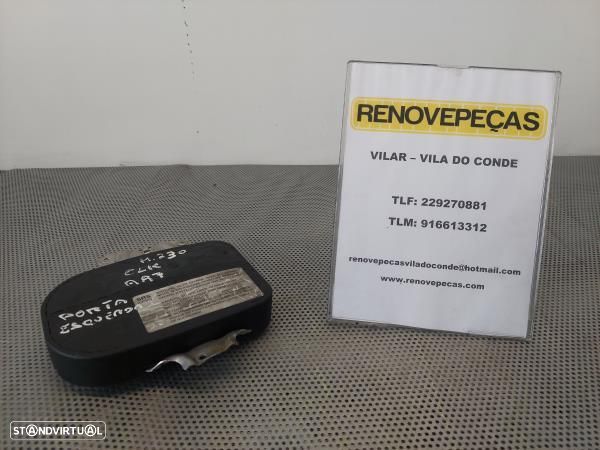 RENOVEPEÇAS
VILAR – VILA DO CONDE
TLF: 229270881
TLM: 916613312
renovepecasviladoconde@hotmail.com
www.renovepecas.com
M.230
CLK
AA7
PORTA
ESQUERDA
STANDVIRTUAL